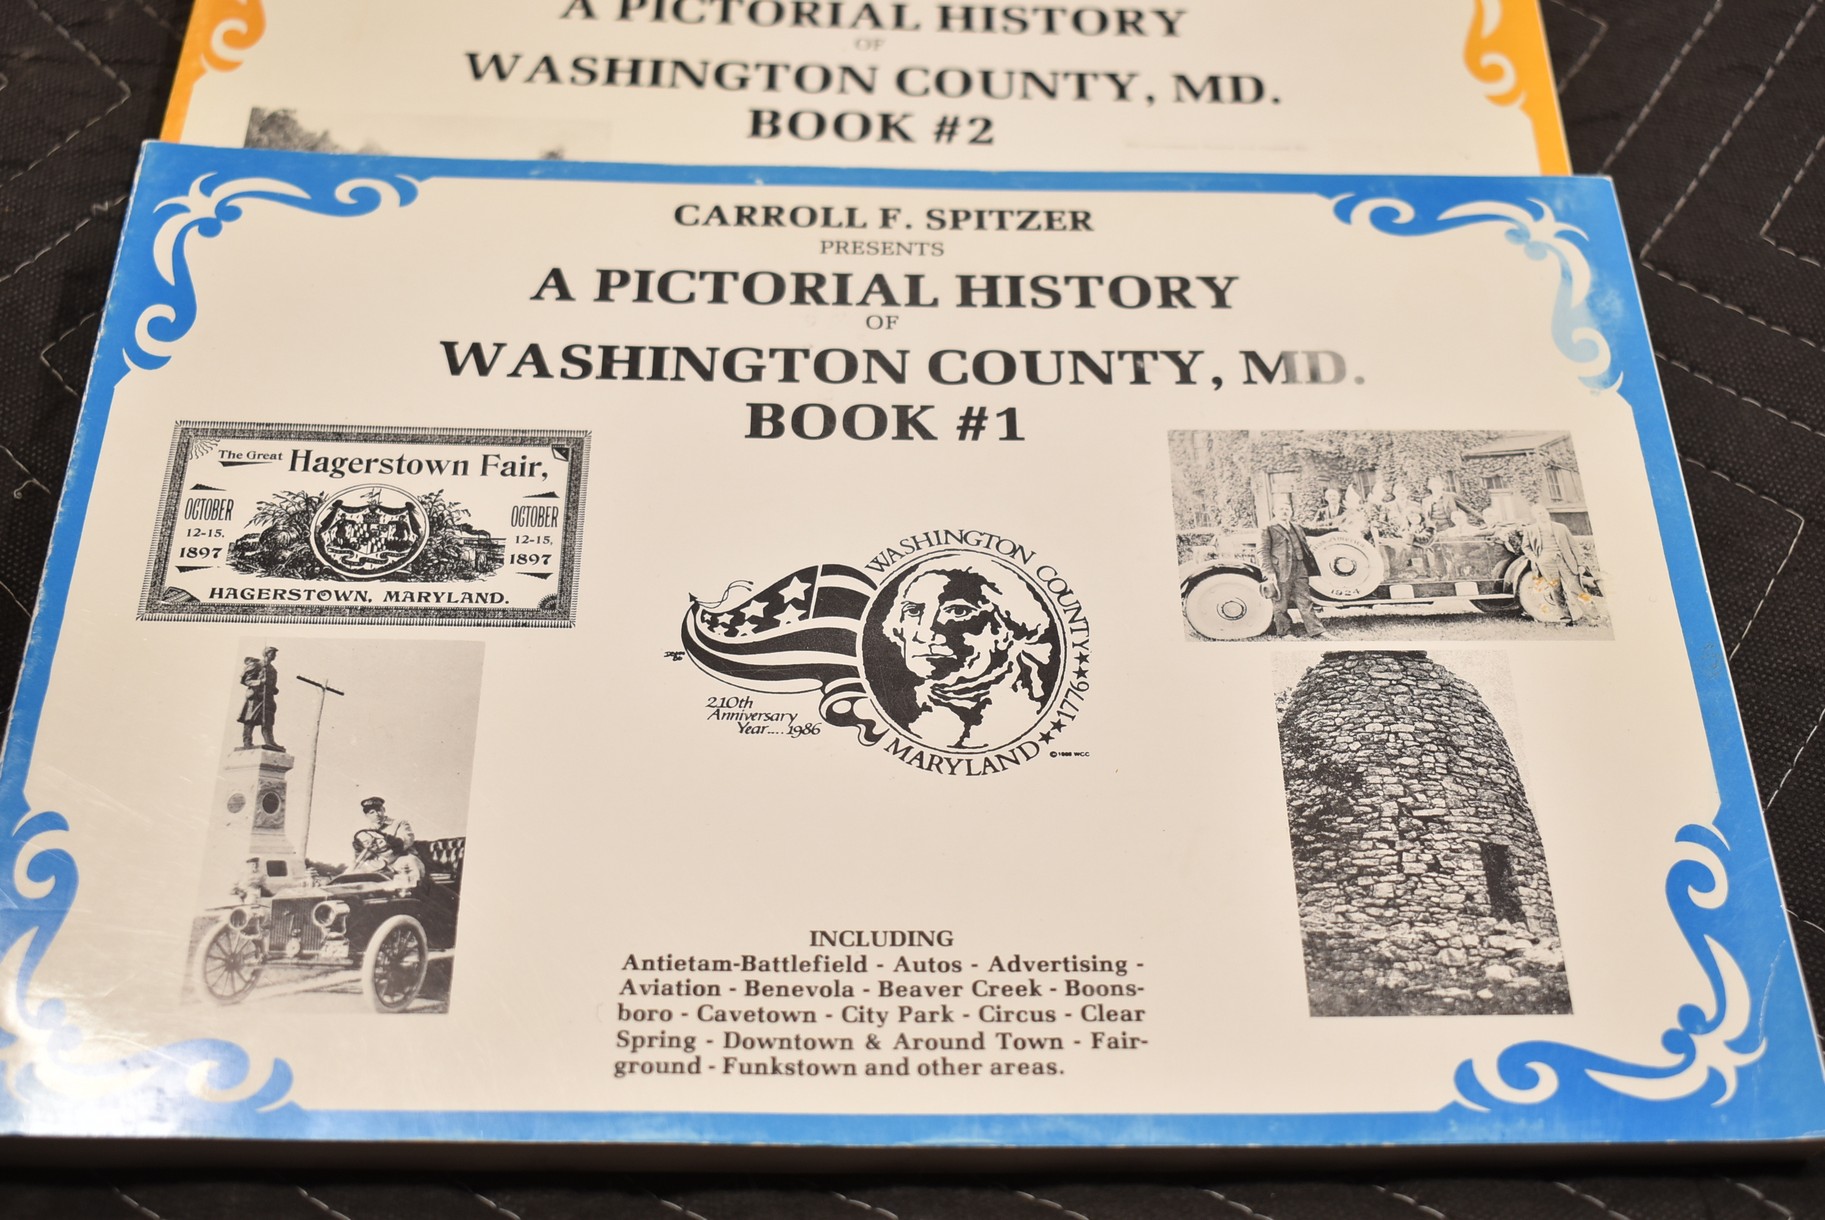 A PICTORIAL HISTORY
OF
WASHINGTON COUNTY, MD.
BOOK #2
CARROLL F. SPITZER
PRESENTS
A PICTORIAL HISTORY
OF
WASHINGTON COUNTY, MD.
BOOK #1
The Great Hagerstown Fair,
OCTOBER
12-15,
1897
OCTOBER
12-15,
1897
HAGERSTOWN, MARYLAND.
WASHINGTON COUNTY
★★★1776★★
MARYLAND
210th
Anniversary
Year....1986
© 1986 WCC
1924
INCLUDING
Antietam-Battlefield - Autos - Advertising -
Aviation - Benevola - Beaver Creek - Boons-
boro - Cavetown - City Park - Circus - Clear
Spring - Downtown & Around Town - Fair-
ground - Funkstown and other areas.